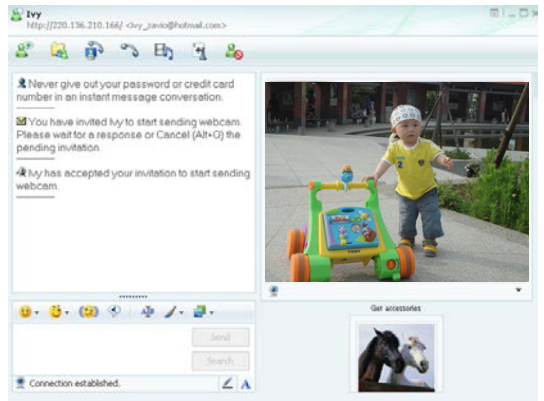 Ivy
http://220.136.210.166/ <ivy_zavio@hotmail.com>
Never give out your password or credit card
number in an instant message conversation.
You have invited Ivy to start sending webcam.
Please wait for a response or Cancel (Alt+Q) the
pending invitation.
Ivy has accepted your invitation to start sending
webcam.
2
Get accessories
Send
Search
Connection established.
A